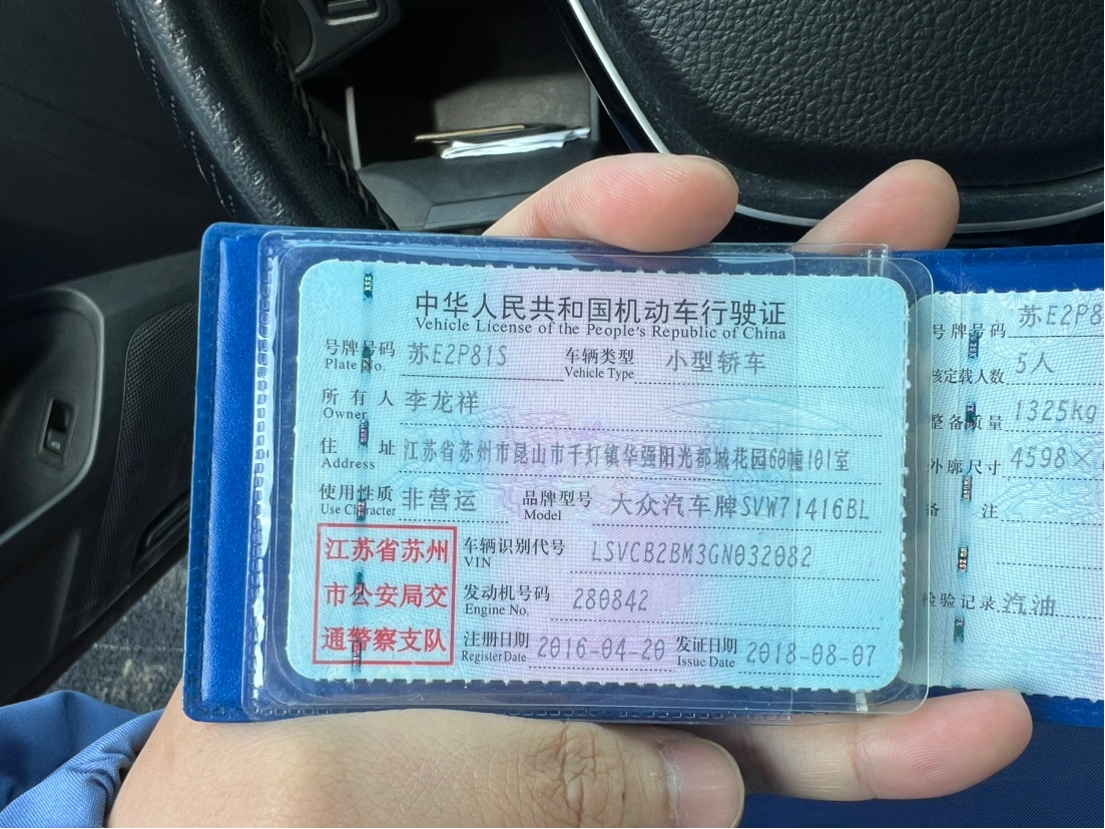 中华人民共和国机动车行驶证
Vehicle License of the People's Republic of China
号牌号码 苏E2P81S 车辆类型 小型轿车
Plate No. Vehicle Type
所有人 李龙祥
Owner
住址 江苏省苏州市昆山市千灯镇华强阳光都城花园60幢101室
Address
使用性质 非营运 品牌型号 大众汽车牌SVW71416BL
Use Character Model
江苏省苏州
市公安局交
通警察支队
车辆识别代号 LSVCB2BM3GN032082
VIN
发动机号码 280842
Engine No.
注册日期 2016-04-20 发证日期 2018-08-07
Register Date Issue Date
号牌号码 苏E2P8
核定载人数 5人
整备质量 1325kg
外廓尺寸 4598×
备注
检验记录 汽油